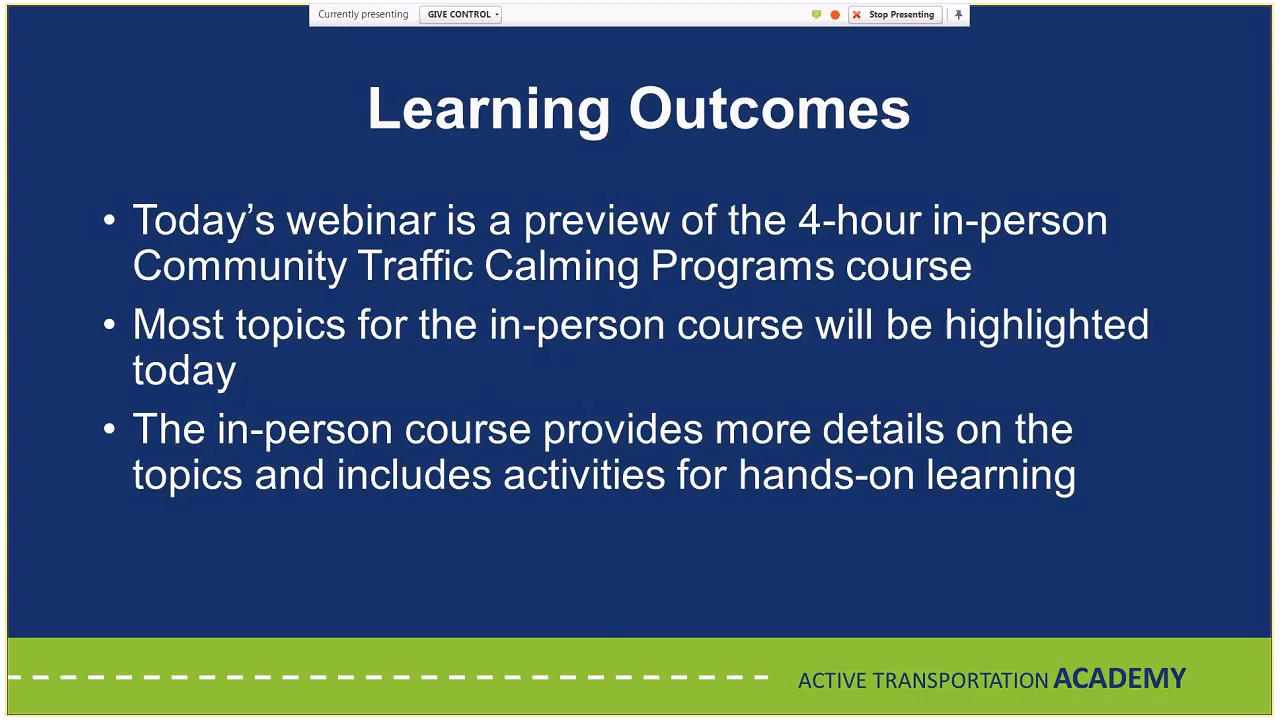 Currently presenting GIVE CONTROL Stop Presenting
Learning Outcomes
• Today’s webinar is a preview of the 4-hour in-person
Community Traffic Calming Programs course
• Most topics for the in-person course will be highlighted
today
• The in-person course provides more details on the
topics and includes activities for hands-on learning
ACTIVE TRANSPORTATION ACADEMY